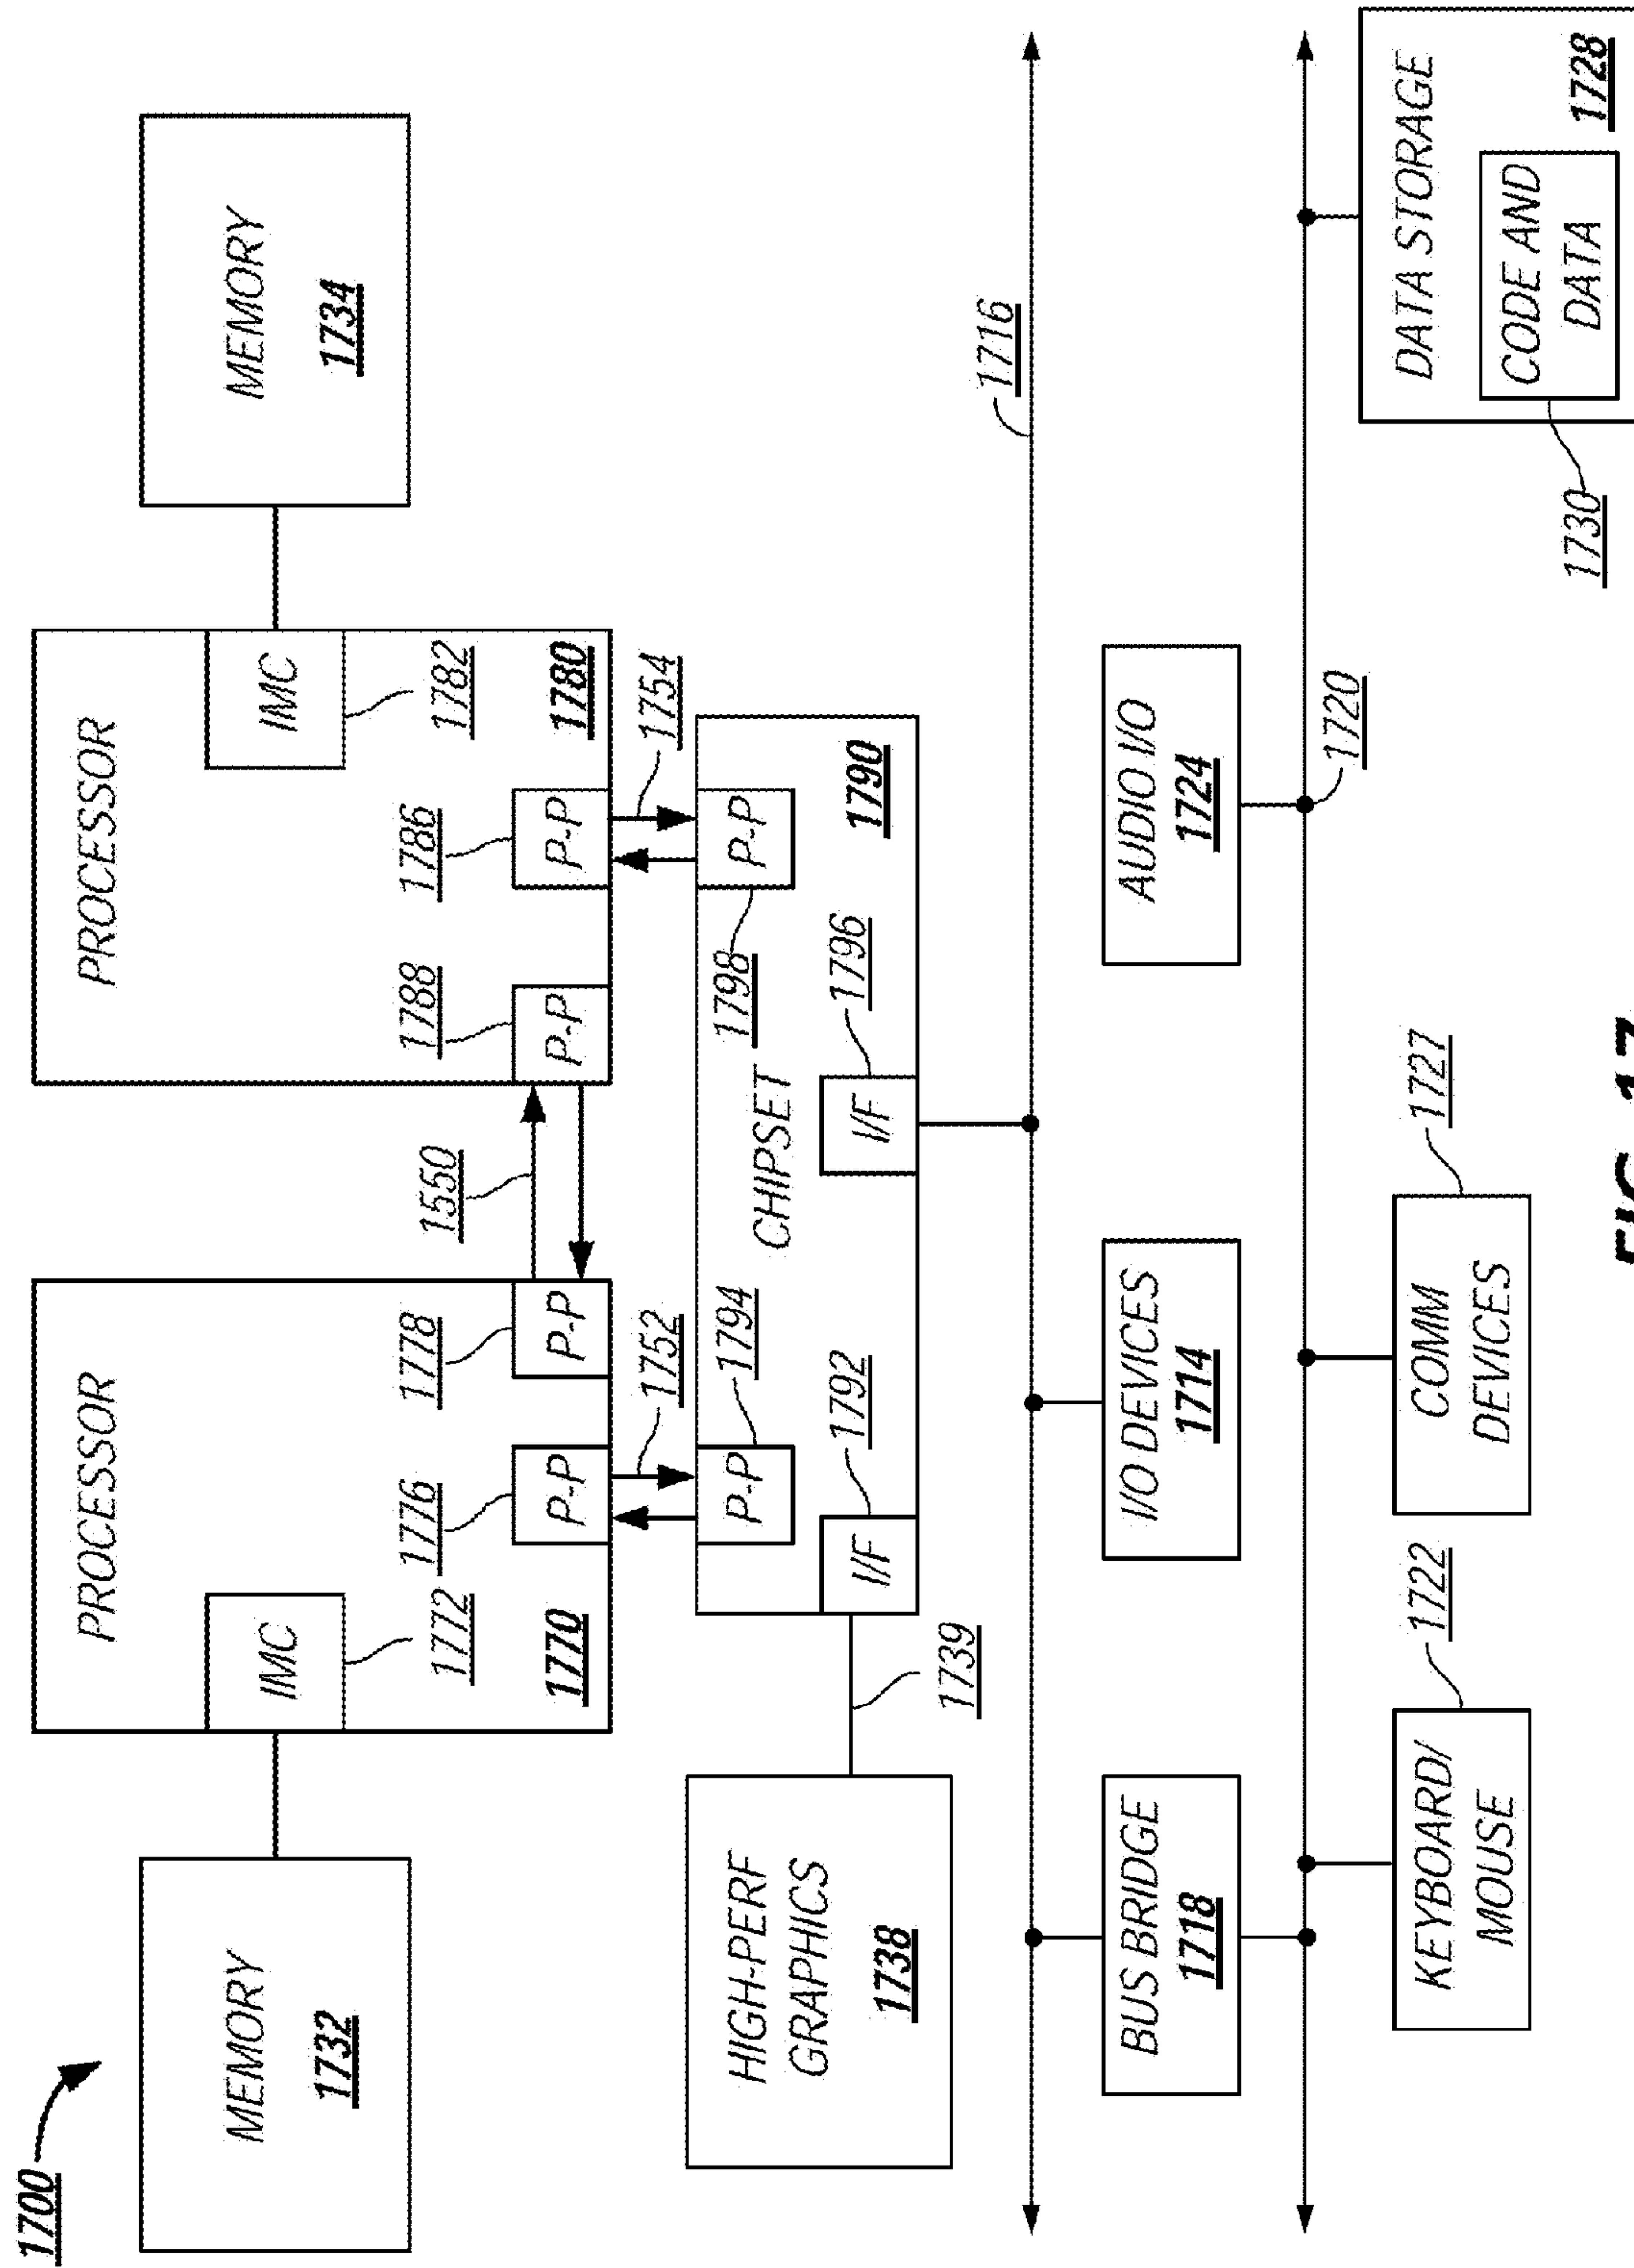 1700
MEMORY
1732
PROCESSOR
IMC
1772
1770
1776
P-P
1778
P-P
1550
PROCESSOR
1788
P-P
1786
P-P
IMC
1782
1780
MEMORY
1734
1752
1754
HIGH-PERF
GRAPHICS
1738
1739
P-P
1794
I/F
1792
CHIPSET
P-P
1798
I/F
1796
1790
1716
BUS BRIDGE
1718
I/O DEVICES
1714
AUDIO I/O
1724
1720
KEYBOARD/
MOUSE
1722
COMM
DEVICES
1727
DATA STORAGE
CODE AND
DATA
1728
1730
FIG. 17